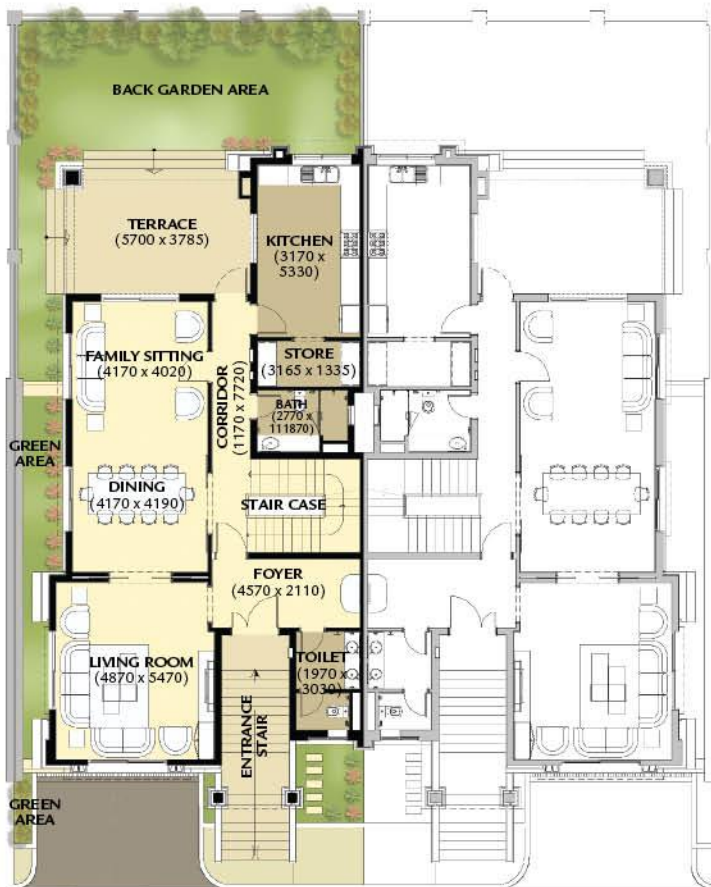 BACK GARDEN AREA
TERRACE
(5700 x 3785)
KITCHEN
(3170 x
5330)
FAMILY SITTING
(4170 x 4020)
STORE
(3165 x 1335)
CORRIDOR
(1170 x 7720)
BATH
(2770 x
111870)
GREEN
AREA
DINING
(4170 x 4190)
STAIR CASE
FOYER
(4570 x 2110)
LIVING ROOM
(4870 x 5470)
TOILET
(1970 x
3030)
ENTRANCE
STAIR
GREEN
AREA